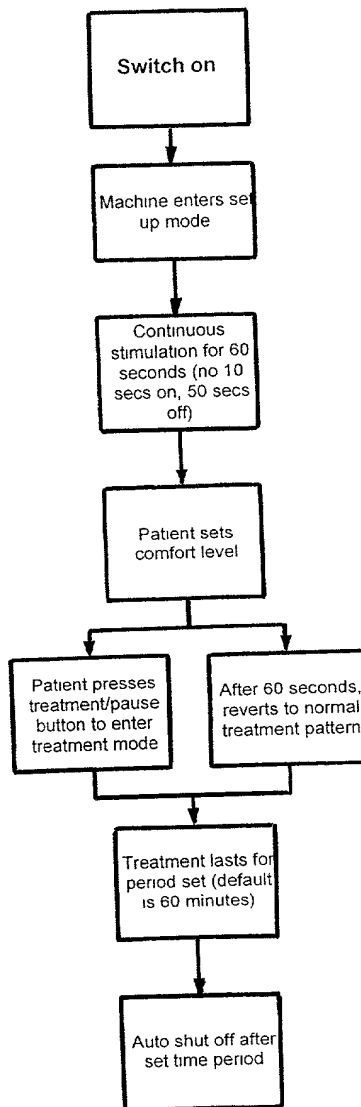 Switch on
Machine enters set
up mode
Continuous
stimulation for 60
seconds (no 10
secs on, 50 secs
off)
Patient sets
comfort level
Patient presses
treatment/pause
button to enter
treatment mode
After 60 seconds,
reverts to normal
treatment pattern
Treatment lasts for
period set (default
is 60 minutes)
Auto shut off after
set time period